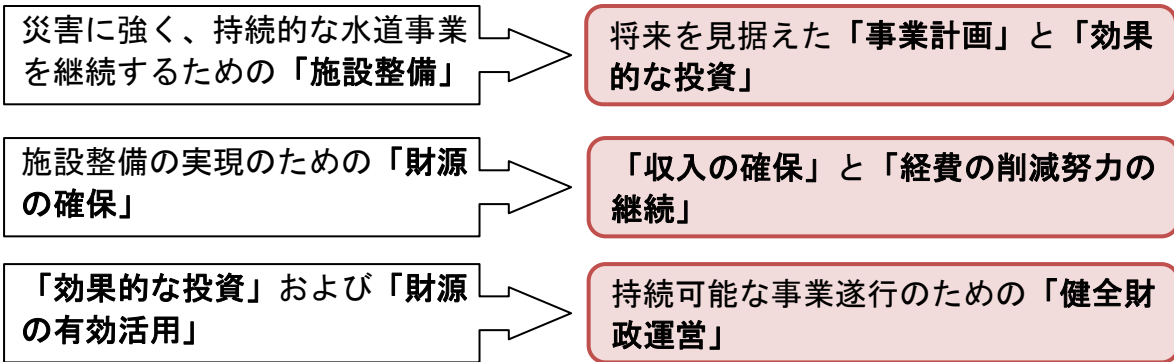 災害に強く、持続的な水道事業
を継続するための「施設整備」
将来を見据えた「事業計画」と「効果
的な投資」
施設整備の実現のための「財源
の確保」
「収入の確保」と「経費の削減努力の
継続」
「効果的な投資」および「財源
の有効活用」
持続可能な事業遂行のための「健全財
政運営」